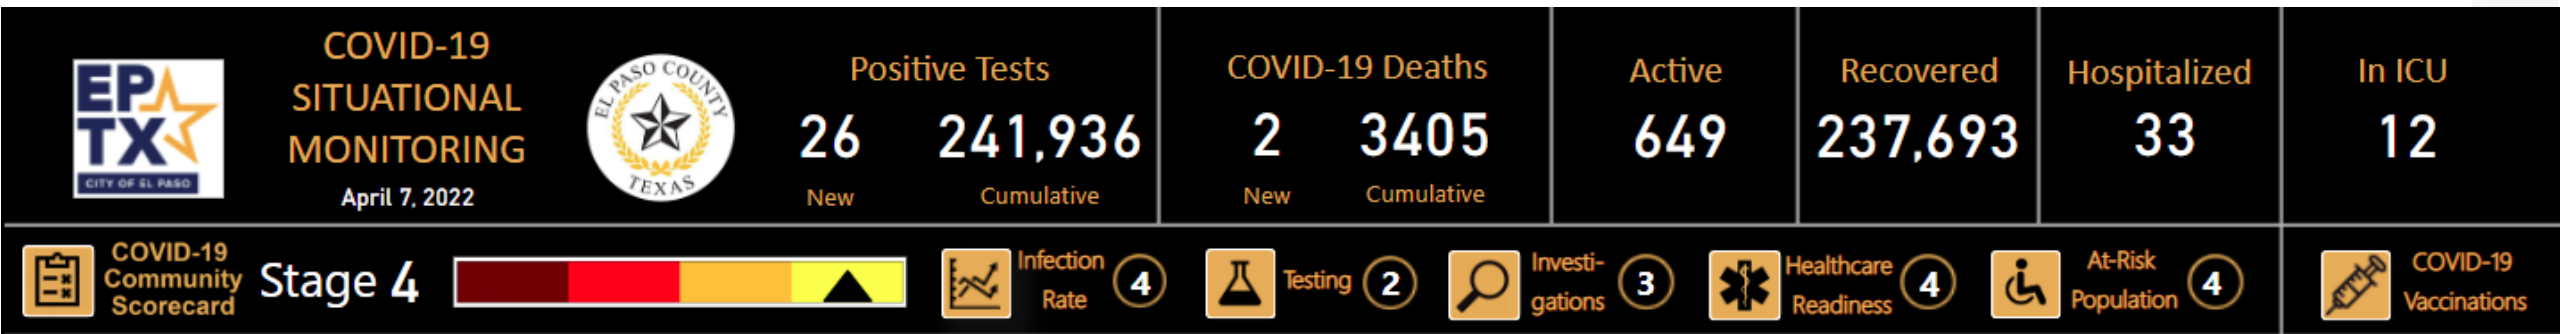 EP
TX
CITY OF EL PASO
COVID-19
SITUATIONAL
MONITORING
April 7, 2022
EL PASO COUNTY
TEXAS
Positive Tests
26 241,936
New Cumulative
COVID-19 Deaths
2 3405
New Cumulative
Active
649
Recovered
237,693
Hospitalized
33
In ICU
12
COVID-19
Community
Scorecard
Stage 4
Infection
Rate
4
Testing
2
Investi-
gations
3
Healthcare
Readiness
4
At-Risk
Population
4
COVID-19
Vaccinations